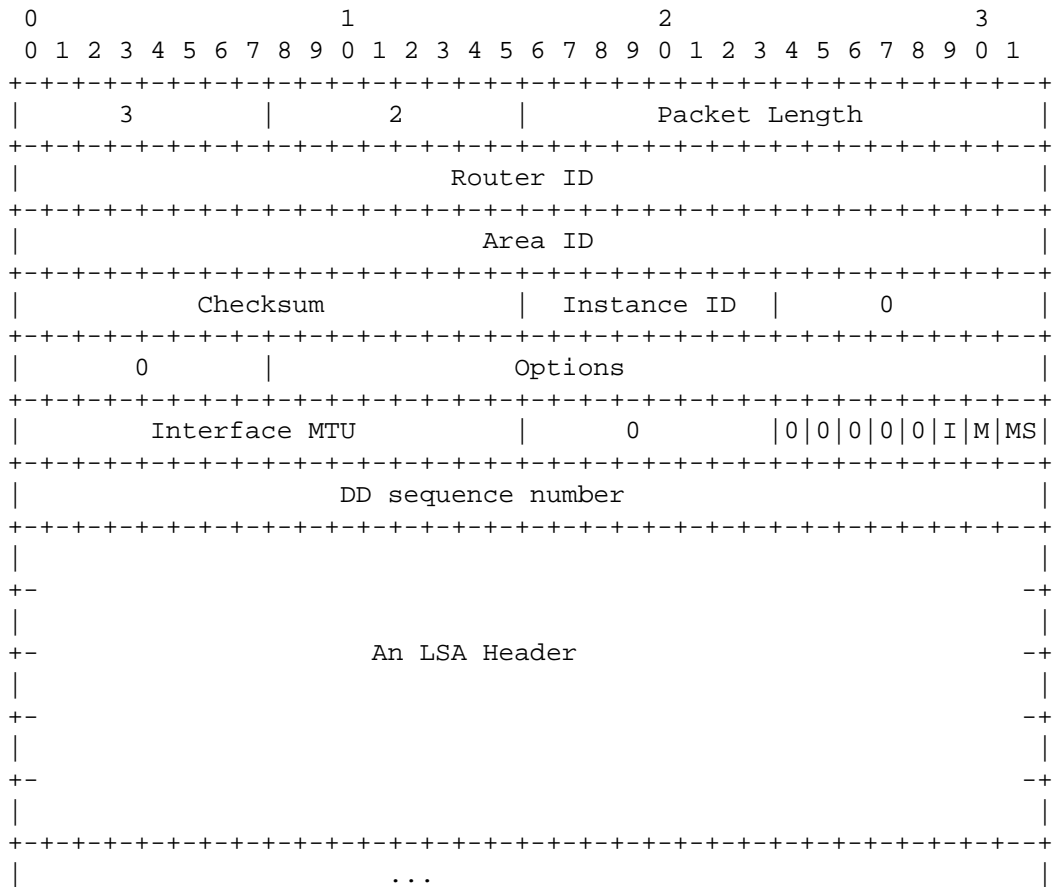 0                   1                   2                   3
 0 1 2 3 4 5 6 7 8 9 0 1 2 3 4 5 6 7 8 9 0 1 2 3 4 5 6 7 8 9 0 1
+-+-+-+-+-+-+-+-+-+-+-+-+-+-+-+-+-+-+-+-+-+-+-+-+-+-+-+-+-+-+-+--+
|      3        |       2       |        Packet Length            |
+-+-+-+-+-+-+-+-+-+-+-+-+-+-+-+-+-+-+-+-+-+-+-+-+-+-+-+-+-+-+-+--+
|                           Router ID                             |
+-+-+-+-+-+-+-+-+-+-+-+-+-+-+-+-+-+-+-+-+-+-+-+-+-+-+-+-+-+-+-+--+
|                             Area ID                             |
+-+-+-+-+-+-+-+-+-+-+-+-+-+-+-+-+-+-+-+-+-+-+-+-+-+-+-+-+-+-+-+--+
|           Checksum            |  Instance ID  |      0          |
+-+-+-+-+-+-+-+-+-+-+-+-+-+-+-+-+-+-+-+-+-+-+-+-+-+-+-+-+-+-+-+--+
|       0       |               Options                           |
+-+-+-+-+-+-+-+-+-+-+-+-+-+-+-+-+-+-+-+-+-+-+-+-+-+-+-+-+-+-+-+--+
|        Interface MTU          |      0        |0|0|0|0|0|I|M|MS|
+-+-+-+-+-+-+-+-+-+-+-+-+-+-+-+-+-+-+-+-+-+-+-+-+-+-+-+-+-+-+-+--+
|                    DD sequence number                           |
+-+-+-+-+-+-+-+-+-+-+-+-+-+-+-+-+-+-+-+-+-+-+-+-+-+-+-+-+-+-+-+--+
|                                                                 |
+-                                                               -+
|                                                                 |
+-                     An LSA Header                             -+
|                                                                 |
+-                                                               -+
|                                                                 |
+-                                                               -+
|                                                                 |
+-+-+-+-+-+-+-+-+-+-+-+-+-+-+-+-+-+-+-+-+-+-+-+-+-+-+-+-+-+-+-+--+
|                       ...                                       |